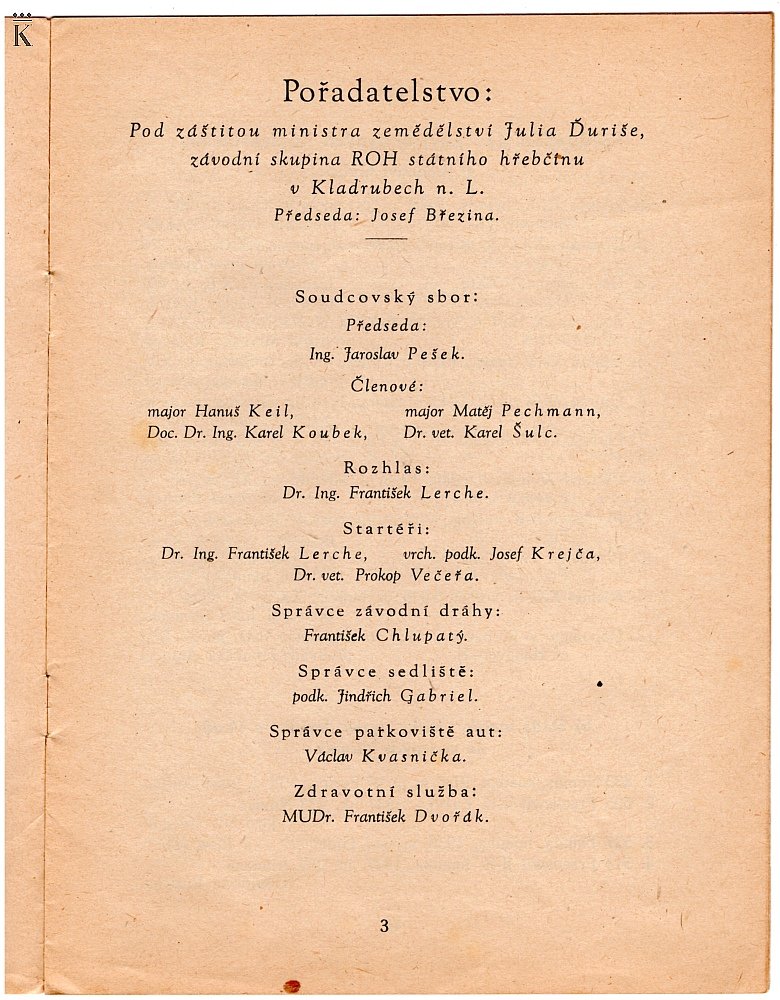 K
Pořadatelstvo:
Pod záštitou ministra zemědělství Julia Ďuriše,
závodní skupina ROH státního hřebčínu
v Kladrubech n. L.
Předseda: Josef Březina.
Soudcovský sbor:
Předseda:
Ing. Jaroslav Pešek.
Členové:
major Hanuš Keil, major Matěj Pechmann,
Doc. Dr. Ing. Karel Koubek, Dr. vet. Karel Šulc.
Rozhlas:
Dr. Ing. František Lerche.
Startéři:
Dr. Ing. František Lerche, vrch. podk. Josef Krejča,
Dr. vet. Prokop Večeřa.
Správce závodní dráhy:
František Chlupatý.
Správce sedliště:
podk. Jindřich Gabriel.
Správce parkoviště aut:
Václav Kvasnička.
Zdravotní služba:
MUDr. František Dvořák.
3